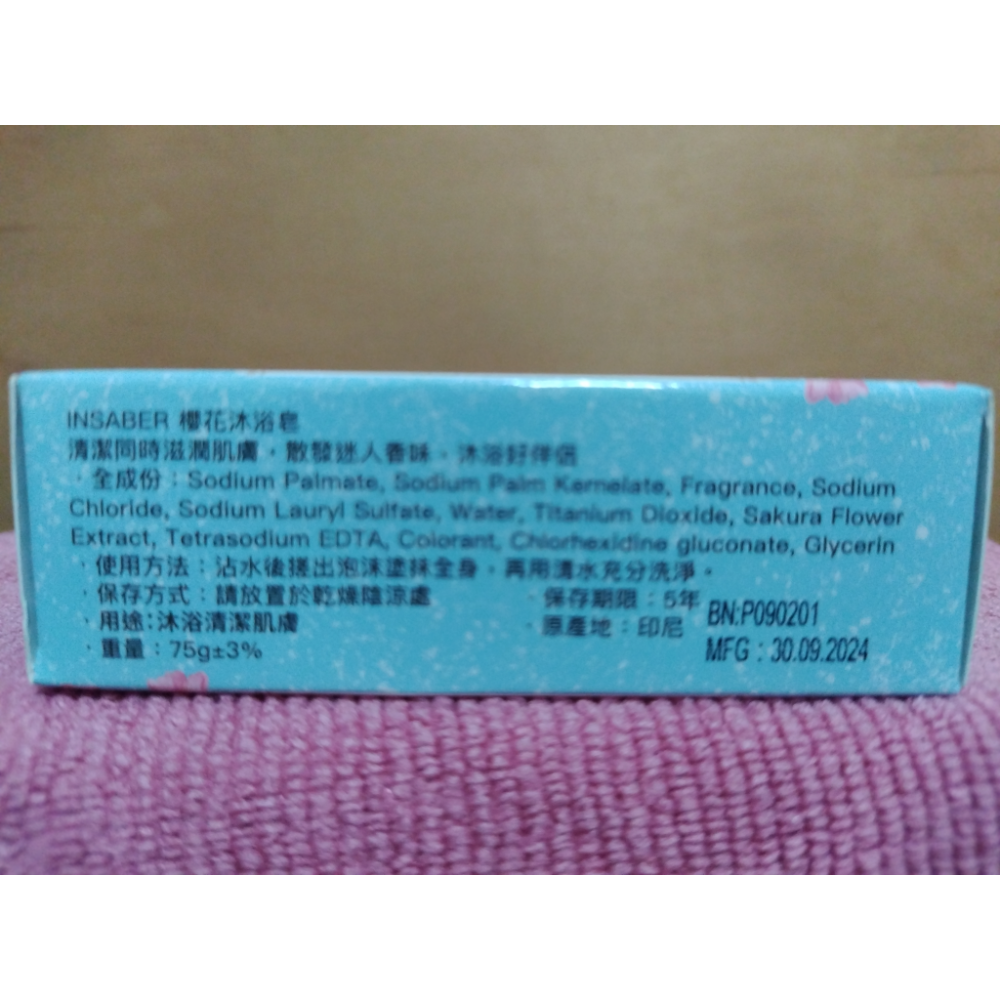 INSABER 櫻花沐浴皂
清潔同時滋潤肌膚，散發迷人香味，沐浴好伴侶
·全成份：Sodium Palmate, Sodium Palm Kernelate, Fragrance, Sodium
Chloride, Sodium Lauryl Sulfate, Water, Titanium Dioxide, Sakura Flower
Extract, Tetrasodium EDTA, Colorant, Chlorhexidine gluconate, Glycerin
·使用方法：沾水後搓出泡沫塗抹全身，再用清水充分洗淨。
·保存方式：請放置於乾燥陰涼處 ·保存期限：5年
·用途：沐浴清潔肌膚 ·原產地：印尼
·重量：75g±3%
BN:P090201
MFG : 30.09.2024